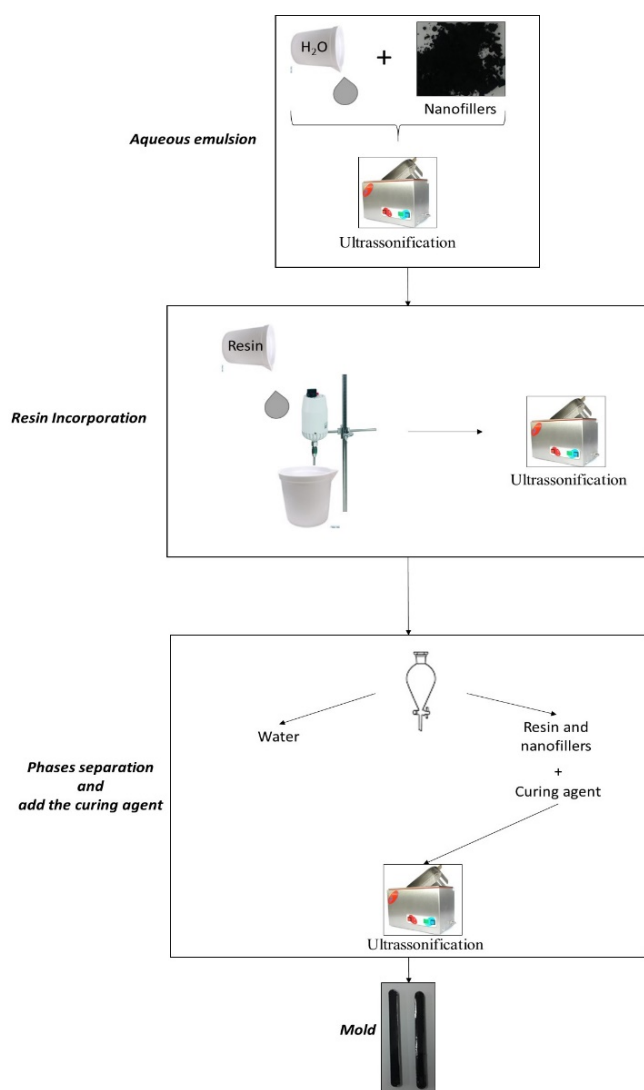 H2O
+
Nanofillers
Aqueous emulsion
Ultrassonification
Resin
Resin Incorporation
Ultrassonification
Water
Resin and
nanofillers
+
Curing agent
Phases separation
and
add the curing agent
Ultrassonification
Mold